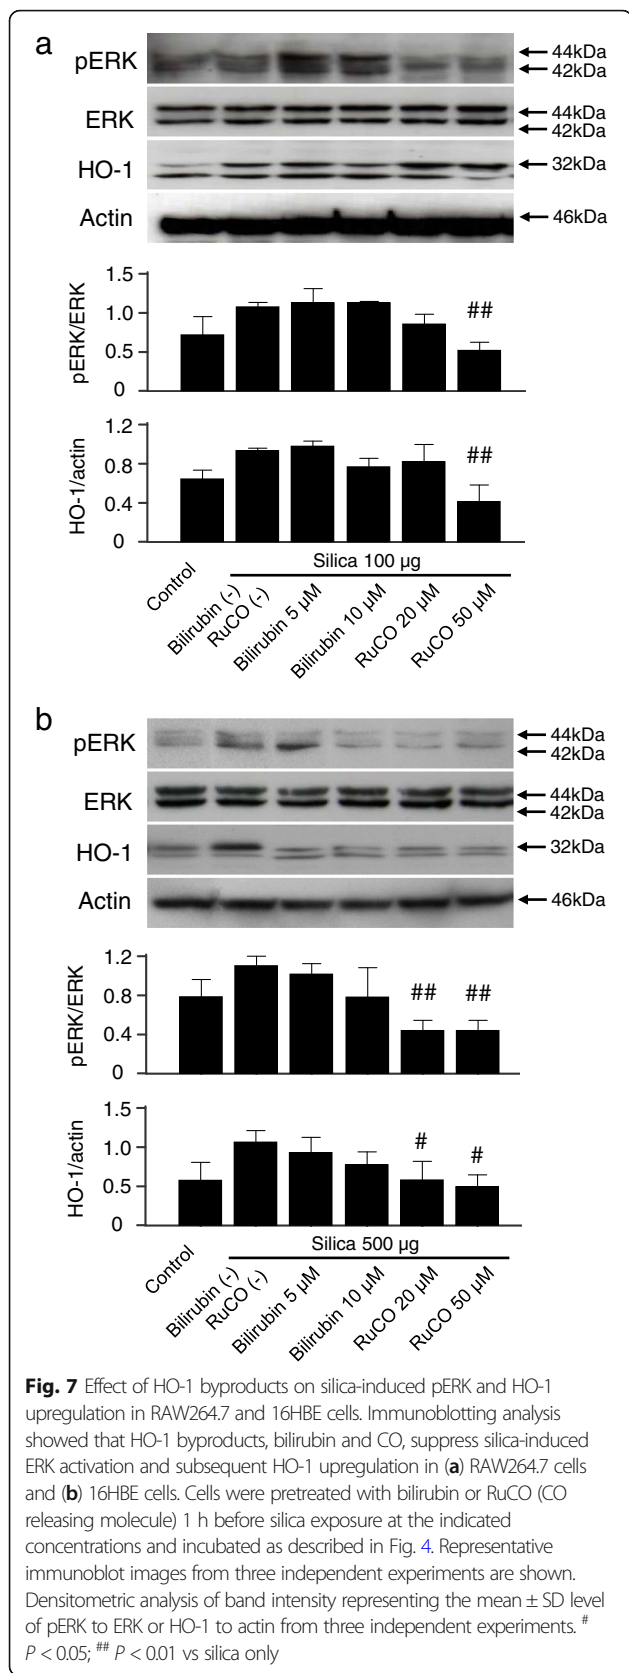 a
pERK
44kDa
42kDa
ERK
44kDa
42kDa
HO-1
32kDa
Actin
46kDa
pERK/ERK
1.5
1.0
0.5
0
##
HO-1/actin
1.2
0.8
0.4
0
##
Silica 100 µg
Control
Bilirubin (-)
RuCO (-)
Bilirubin 5 µM
Bilirubin 10 µM
RuCO 20 µM
RuCO 50 µM
b
pERK
44kDa
42kDa
ERK
44kDa
42kDa
HO-1
32kDa
Actin
46kDa
pERK/ERK
1.2
0.8
0.4
0
##
##
HO-1/actin
1.5
1.0
0.5
0
#
#
Silica 500 µg
Control
Bilirubin (-)
RuCO (-)
Bilirubin 5 µM
Bilirubin 10 µM
RuCO 20 µM
RuCO 50 µM
Fig. 7 Effect of HO-1 byproducts on silica-induced pERK and HO-1
upregulation in RAW264.7 and 16HBE cells. Immunoblotting analysis
showed that HO-1 byproducts, bilirubin and CO, suppress silica-induced
ERK activation and subsequent HO-1 upregulation in (a) RAW264.7 cells
and (b) 16HBE cells. Cells were pretreated with bilirubin or RuCO (CO
releasing molecule) 1 h before silica exposure at the indicated
concentrations and incubated as described in Fig. 4. Representative
immunoblot images from three independent experiments are shown.
Densitometric analysis of band intensity representing the mean ± SD level
of pERK to ERK or HO-1 to actin from three independent experiments. #
P < 0.05; ## P < 0.01 vs silica only